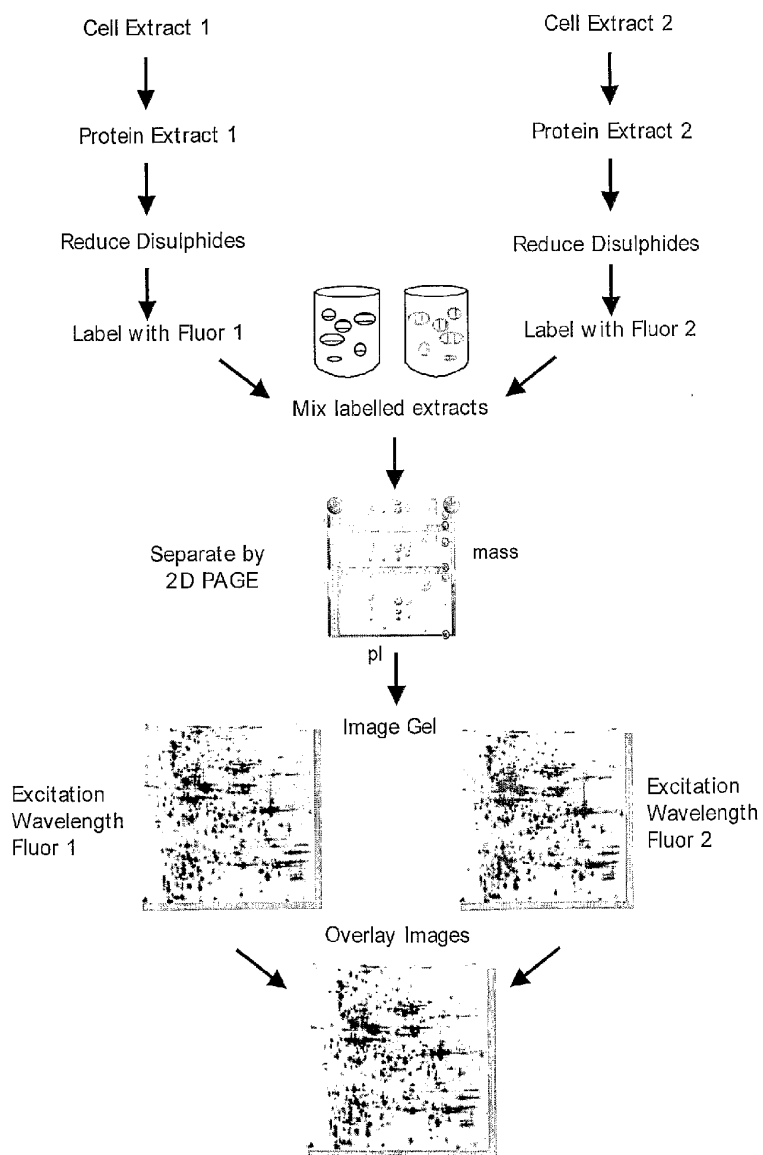 Cell Extract 1
Cell Extract 2
Protein Extract 1
Protein Extract 2
Reduce Disulphides
Reduce Disulphides
Label with Fluor 1
Label with Fluor 2
Mix labelled extracts
Separate by
2D PAGE
mass
pI
Image Gel
Excitation
Wavelength
Fluor 1
Excitation
Wavelength
Fluor 2
Overlay Images